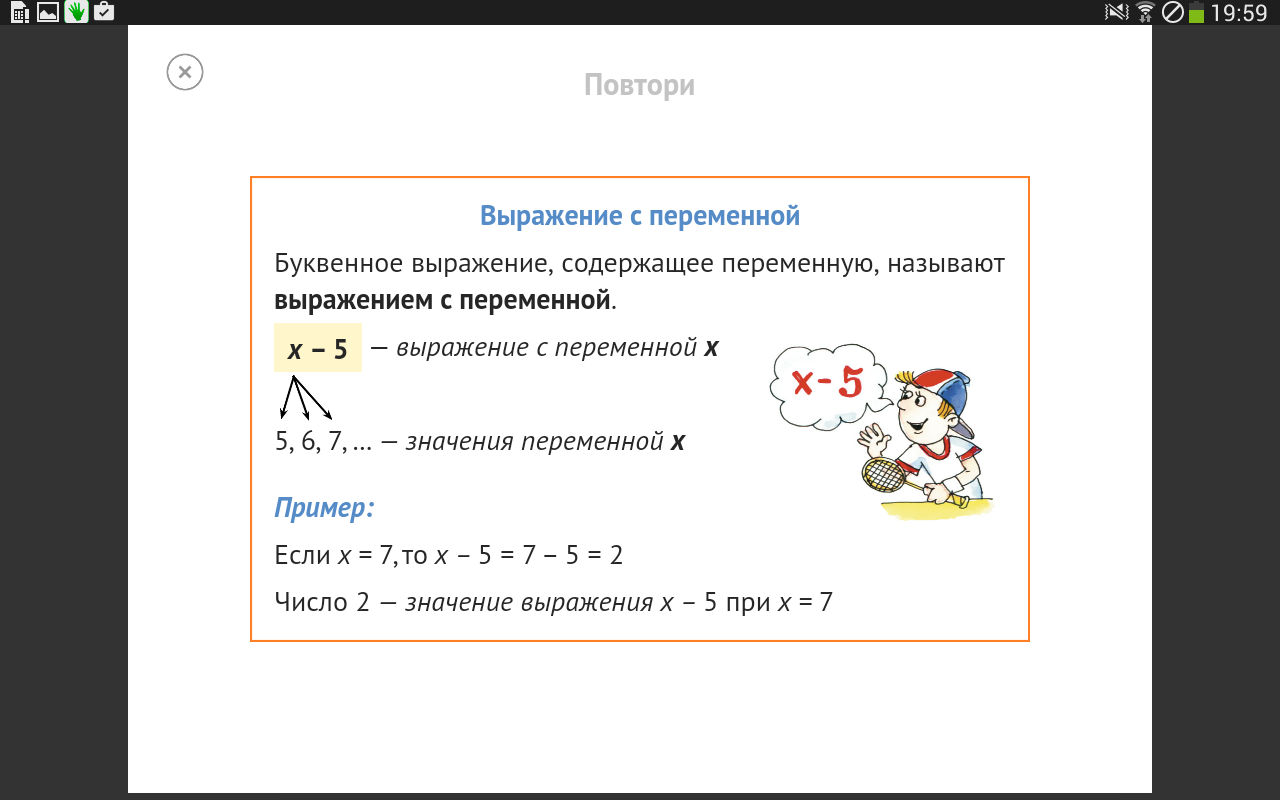 19:59
Повтори
Выражение с переменной
Буквенное выражение, содержащее переменную, называют
выражением с переменной.
x – 5 — выражение с переменной x
x - 5
5, 6, 7, ... — значения переменной x
Пример:
Если x = 7, то x – 5 = 7 – 5 = 2
Число 2 — значение выражения x – 5 при x = 7